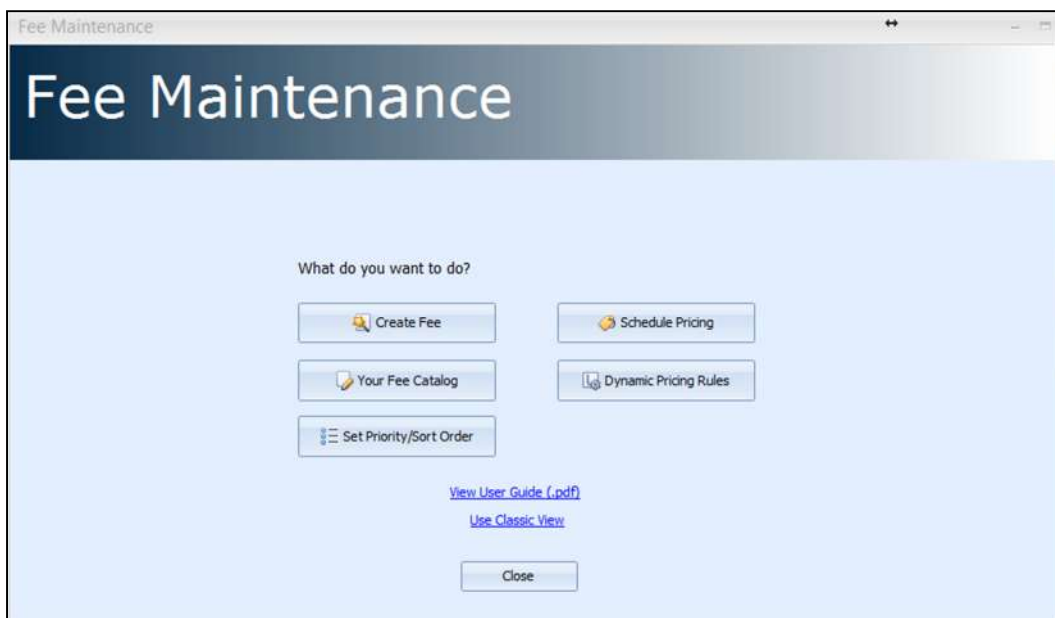 Fee Maintenance
Fee Maintenance
What do you want to do?
Create Fee
Schedule Pricing
Your Fee Catalog
Dynamic Pricing Rules
Set Priority/Sort Order
View User Guide (.pdf)
Use Classic View
Close